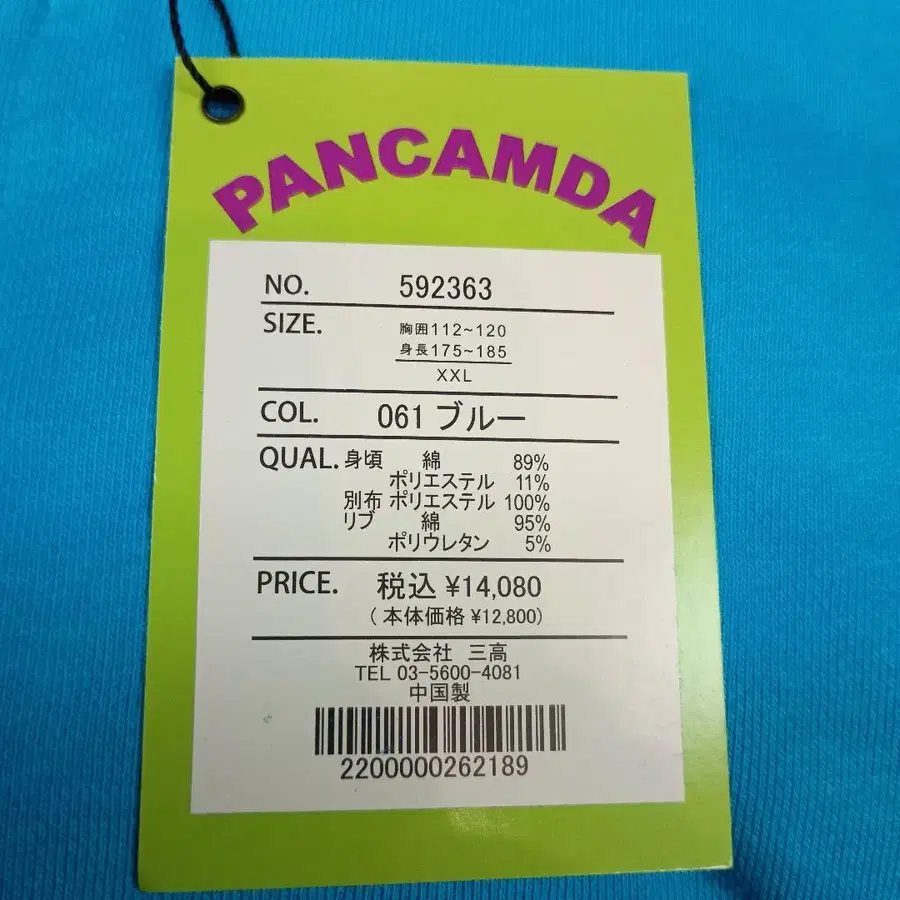 PANCAMDA
NO. 592363
SIZE. 胸囲112~120
身長175~185
XXL
COL. 061 ブルー
QUAL. 身頃 綿 89%
ポリエステル 11%
別布 ポリエステル 100%
リブ 綿 95%
ポリウレタン 5%
PRICE. 税込 ¥14,080
(本体価格 ¥12,800)
株式会社 三高
TEL 03-5600-4081
中国製
2200000262189